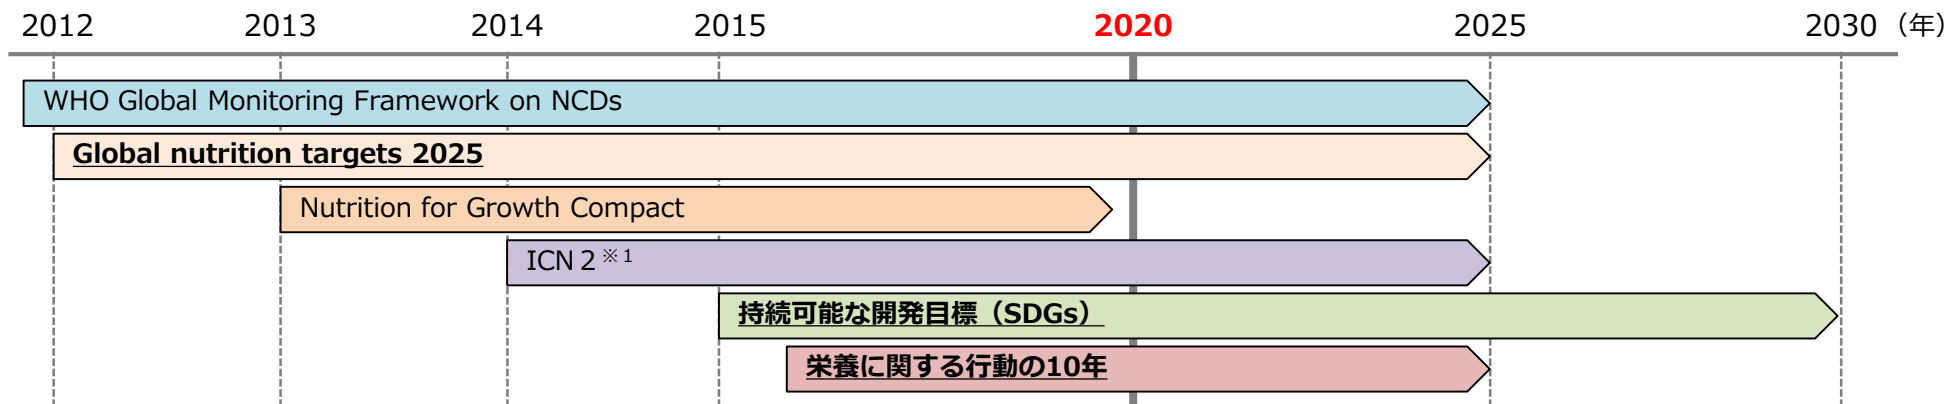 2012 2013 2014 2015 2020 2025 2030 （年）
WHO Global Monitoring Framework on NCDs
Global nutrition targets 2025
Nutrition for Growth Compact
ICN 2 ※1
持続可能な開発目標（SDGs）
栄養に関する行動の10年